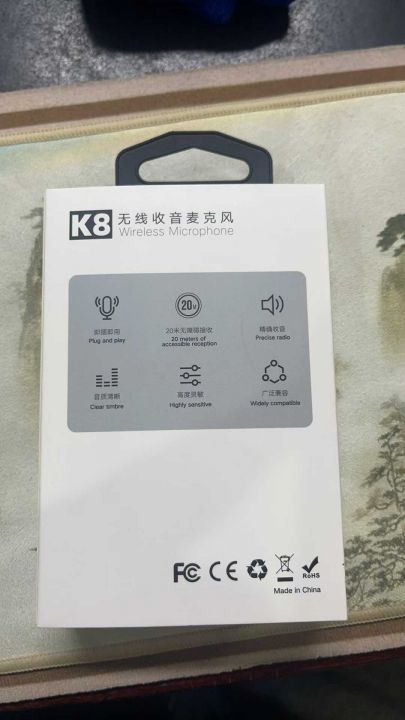 K8 无线收音麦克风
Wireless Microphone
20M
即插即用
Plug and play
20米无障碍接收
20 meters of
accessible reception
精确收音
Precise radio
音质清晰
Clear timbre
高度灵敏
Highly sensitive
广泛兼容
Widely compatible
FC CE RoHS
Made in China